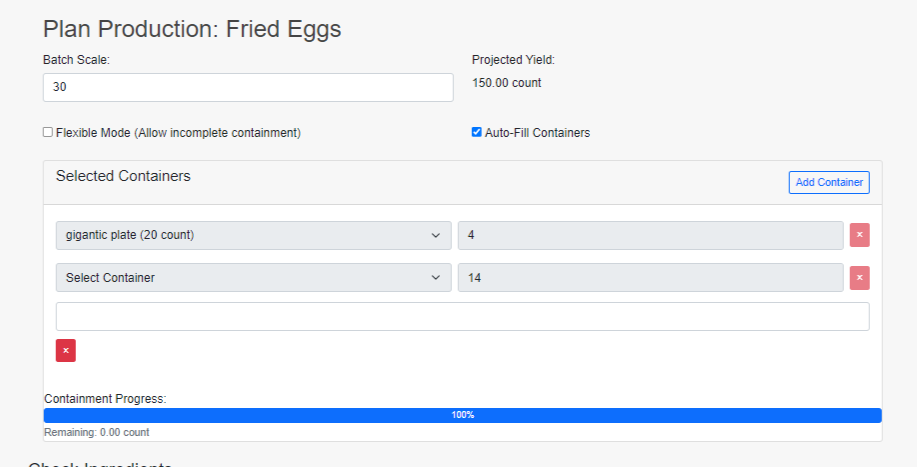 Plan Production: Fried Eggs
Batch Scale:
Projected Yield:
30
150.00 count
Flexible Mode (Allow incomplete containment)
Auto-Fill Containers
Selected Containers
Add Container
gigantic plate (20 count)
4
×
Select Container
14
×
×
Containment Progress:
100%
Remaining: 0.00 count
Check Ingredients